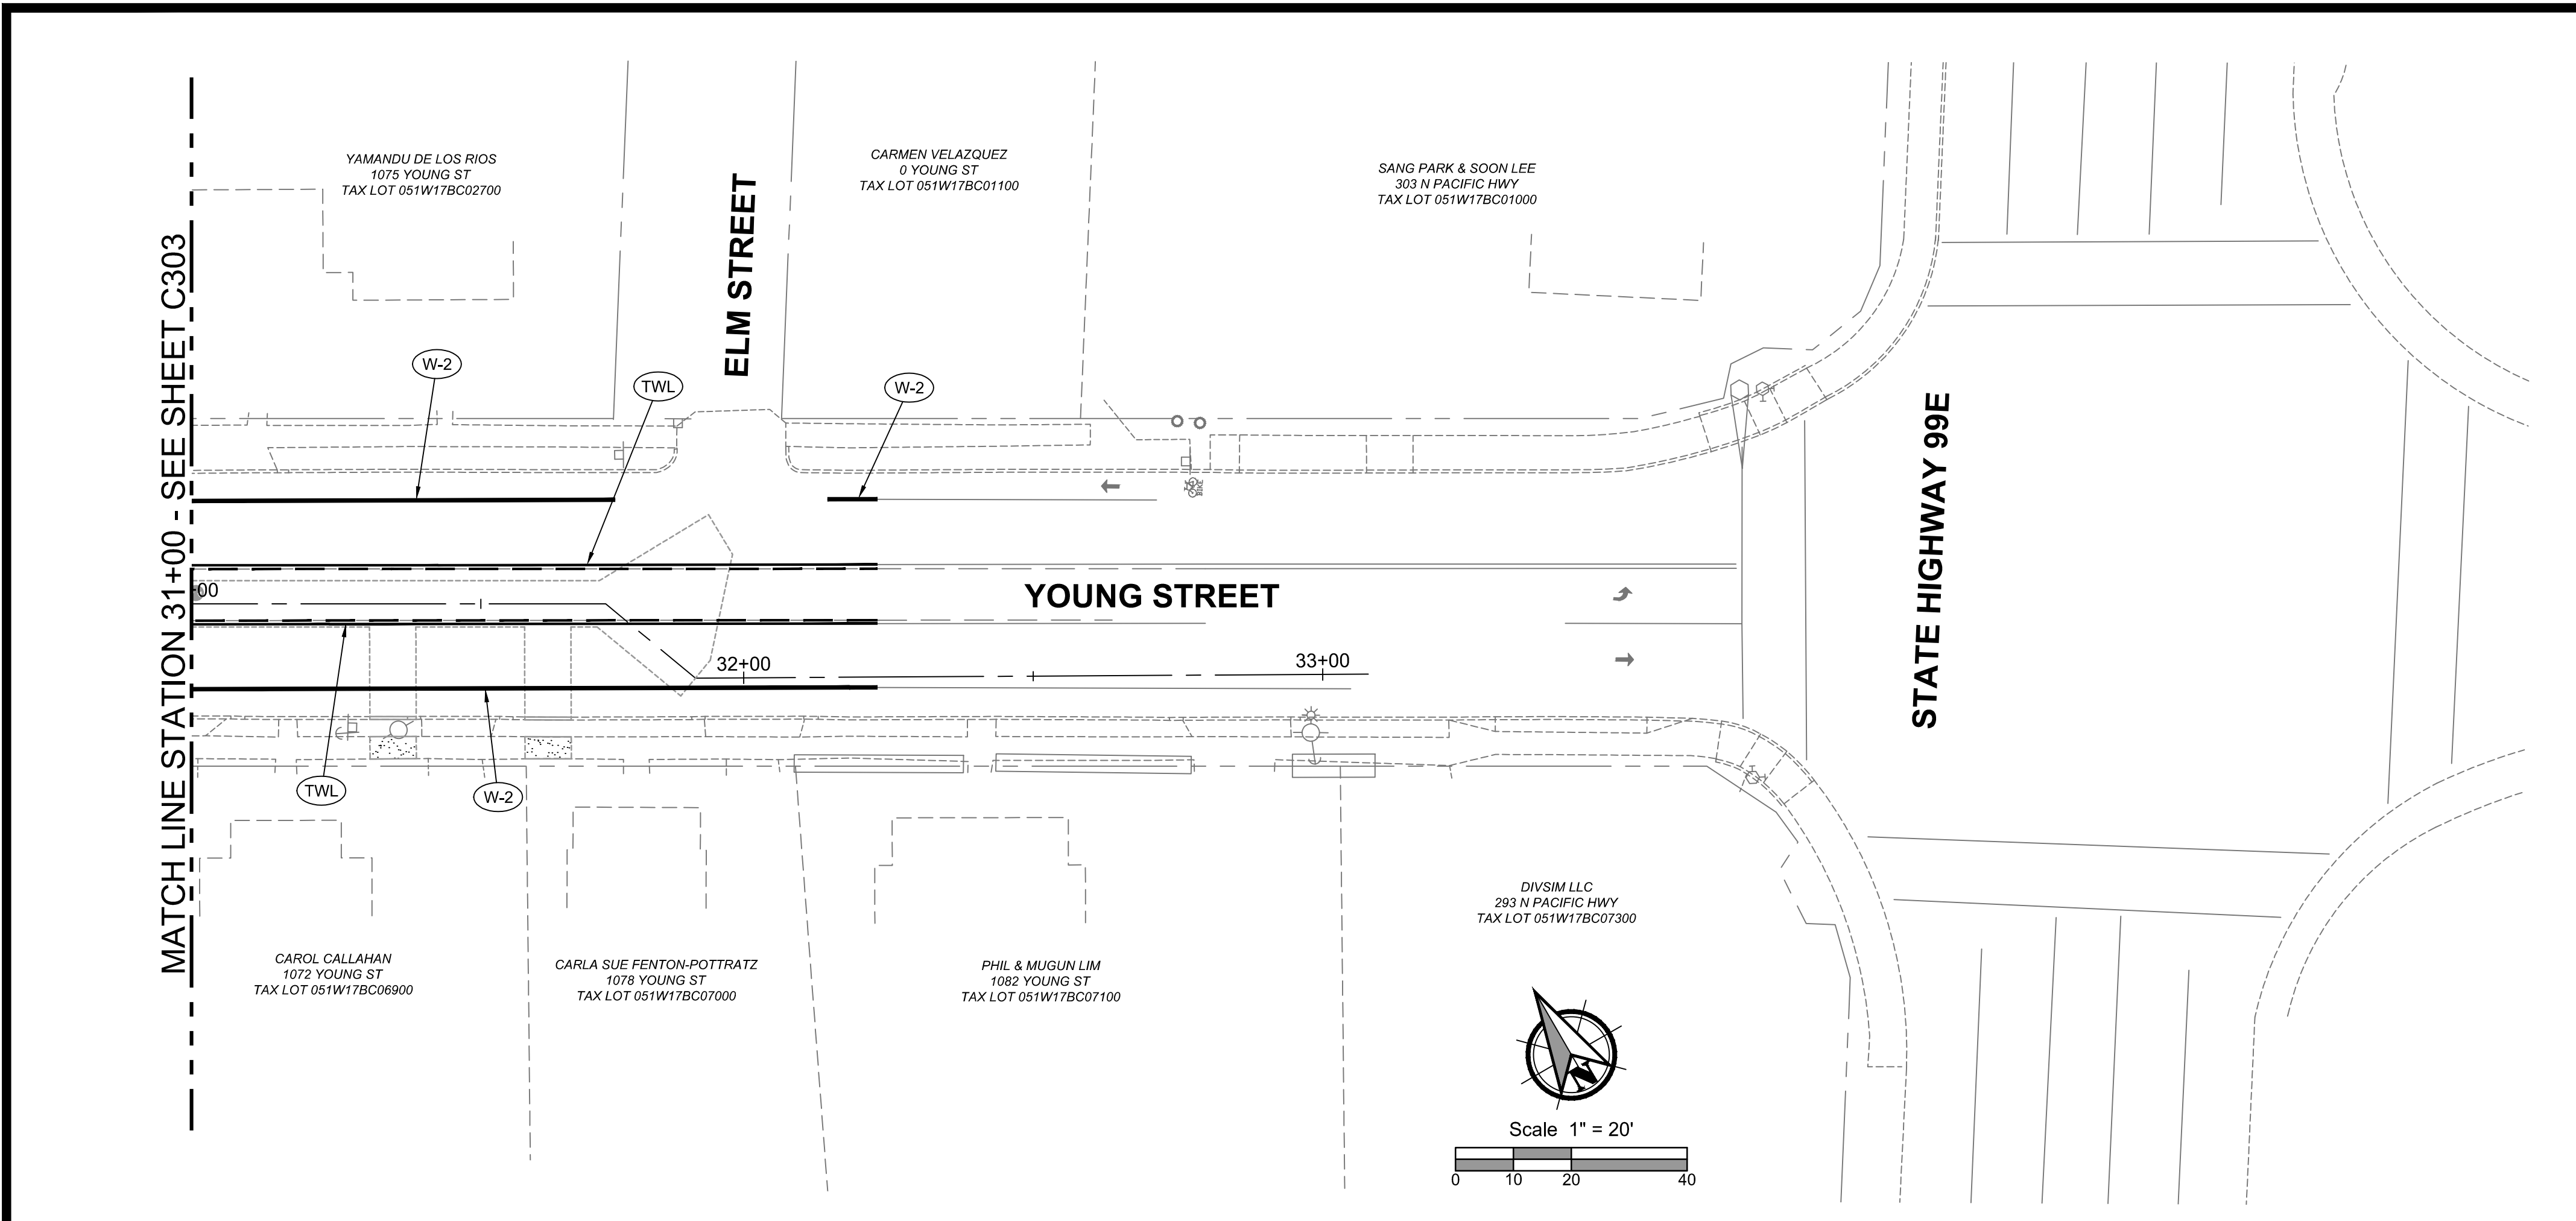 YAMANDU DE LOS RIOS
1075 YOUNG ST
TAX LOT 051W17BC02700
CARMEN VELAZQUEZ
0 YOUNG ST
TAX LOT 051W17BC01100
SANG PARK & SOON LEE
303 N PACIFIC HWY
TAX LOT 051W17BC01000
ELM STREET
MATCH LINE STATION 31+00 - SEE SHEET C303
W-2
TWL
W-2
BIKE
STATE HIGHWAY 99E
00
YOUNG STREET
32+00
33+00
TWL
W-2
DIVSIM LLC
293 N PACIFIC HWY
TAX LOT 051W17BC07300
CAROL CALLAHAN
1072 YOUNG ST
TAX LOT 051W17BC06900
CARLA SUE FENTON-POTTRATZ
1078 YOUNG ST
TAX LOT 051W17BC07000
PHIL & MUGUN LIM
1082 YOUNG ST
TAX LOT 051W17BC07100
N
Scale 1" = 20'
0 10 20 40